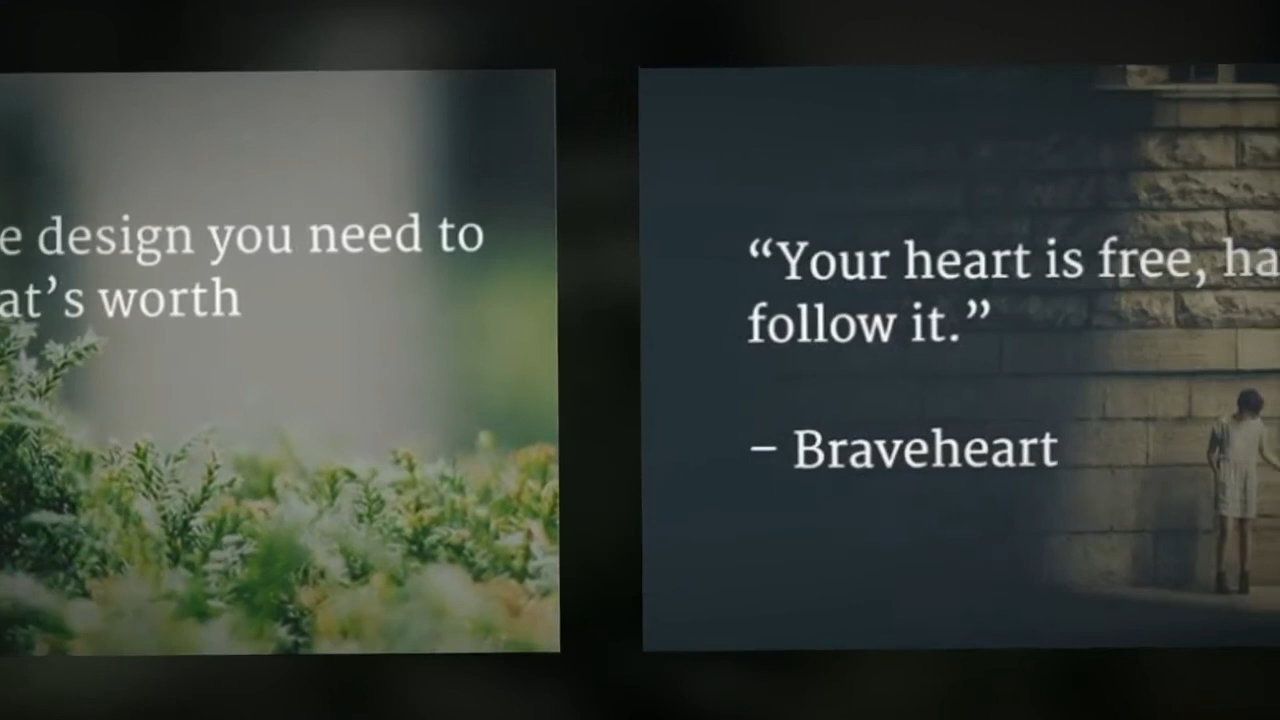 e design you need to
at's worth
“Your heart is free, ha
follow it.”
– Braveheart